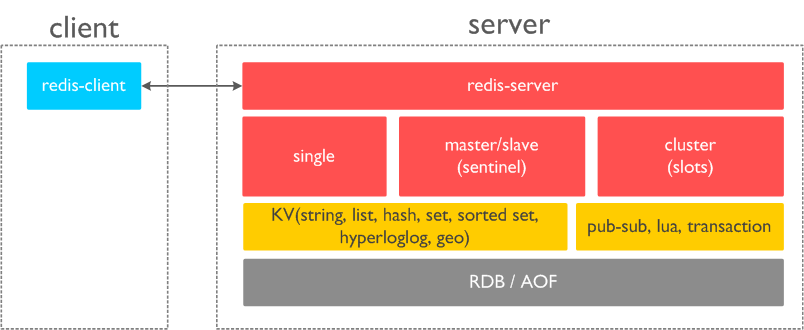 client
server
redis-client
redis-server
single
master/slave
(sentinel)
cluster
(slots)
KV(string, list, hash, set, sorted set,
hyperloglog, geo)
pub-sub, lua, transaction
RDB / AOF